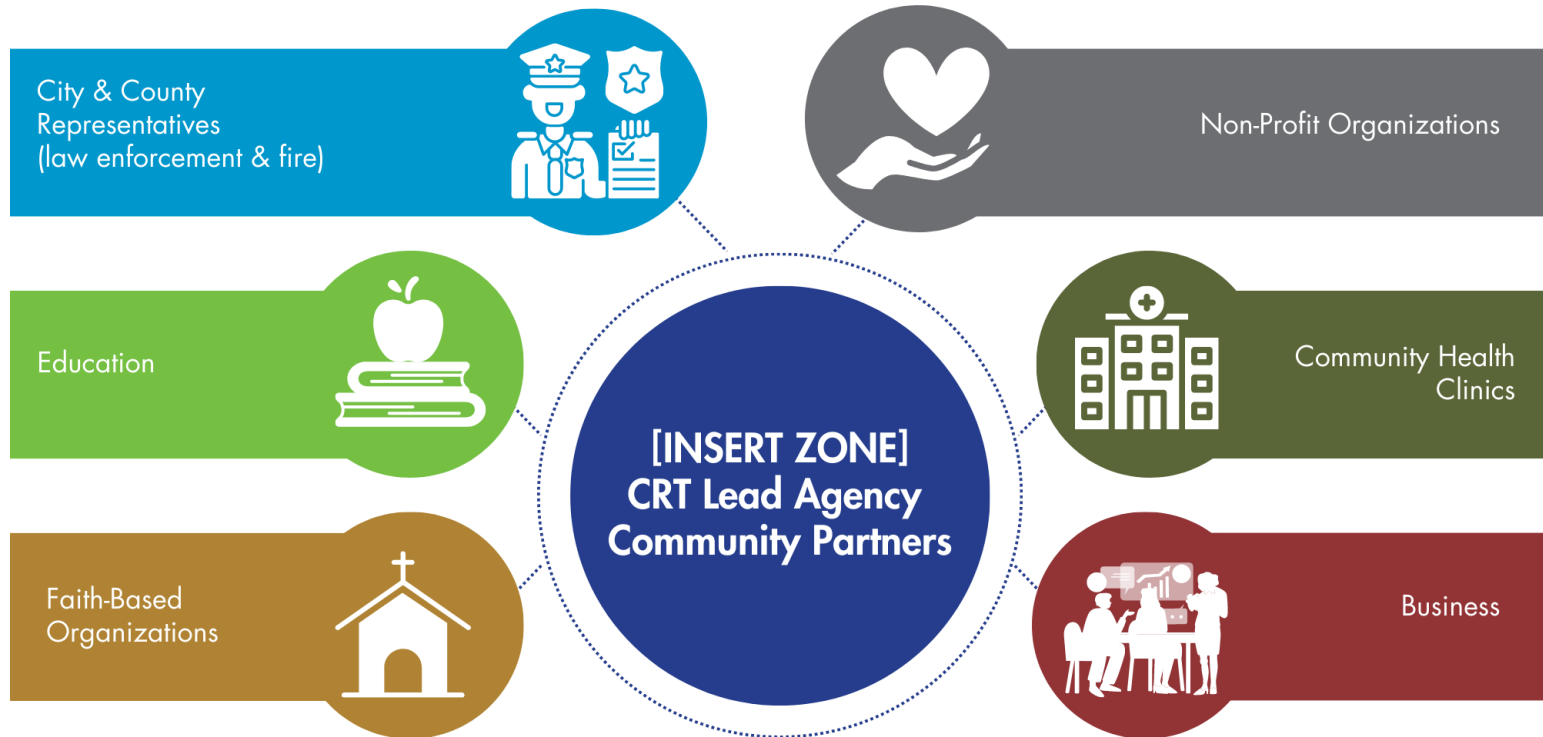 City & County
Representatives
(law enforcement & fire)
Non-Profit Organizations
Education
Community Health
Clinics
[INSERT ZONE]
CRT Lead Agency
Community Partners
Faith-Based
Organizations
Business